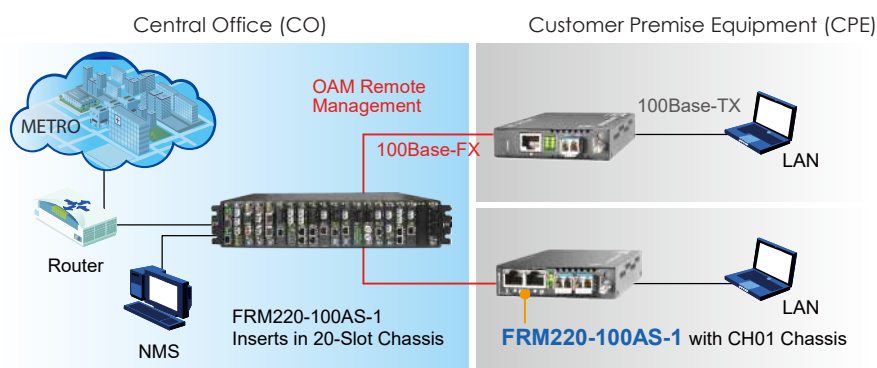 Central Office (CO)
Customer Premise Equipment (CPE)
METRO
OAM Remote
Management
100Base-FX
100Base-TX
LAN
Router
NMS
FRM220-100AS-1
Inserts in 20-Slot Chassis
LAN
FRM220-100AS-1 with CH01 Chassis